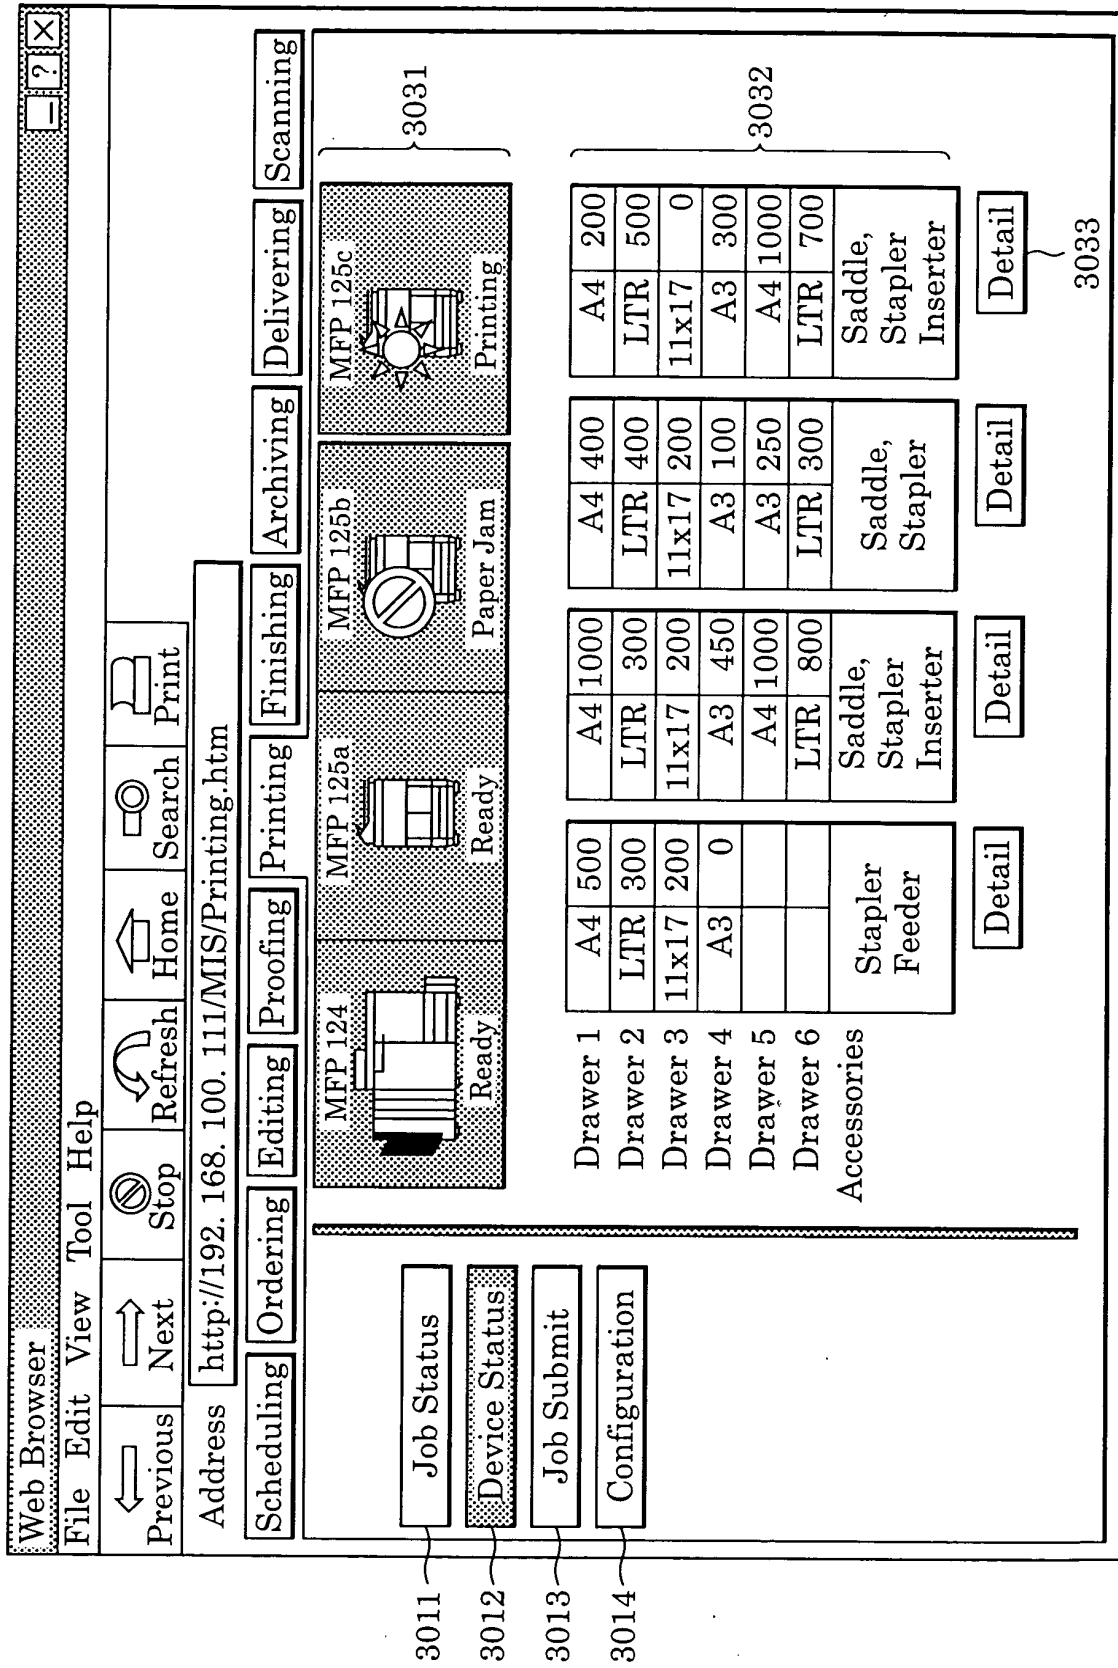 Web Browser _ ? X
File Edit View Tool Help
Previous Next Stop Refresh Home Search Print
Address http://192. 168. 100. 111/MIS/Printing.htm
Scheduling Ordering Editing Proofing Printing Finishing Archiving Delivering Scanning
MFP 124 MFP 125a MFP 125b MFP 125c
Ready Ready Paper Jam Printing
3031
3011 Job Status
3012 Device Status
3013 Job Submit
3014 Configuration
Drawer 1 A4 500 A4 1000 A4 400 A4 200
Drawer 2 LTR 300 LTR 300 LTR 400 LTR 500
Drawer 3 11x17 200 11x17 200 11x17 200 11x17 0
Drawer 4 A3 0 A3 450 A3 100 A3 300
Drawer 5 A4 1000 A3 250 A4 1000
Drawer 6 LTR 800 LTR 300 LTR 700
3032
Accessories
Stapler
Feeder
Saddle,
Stapler
Inserter
Saddle,
Stapler
Saddle,
Stapler
Inserter
Detail Detail Detail Detail
3033